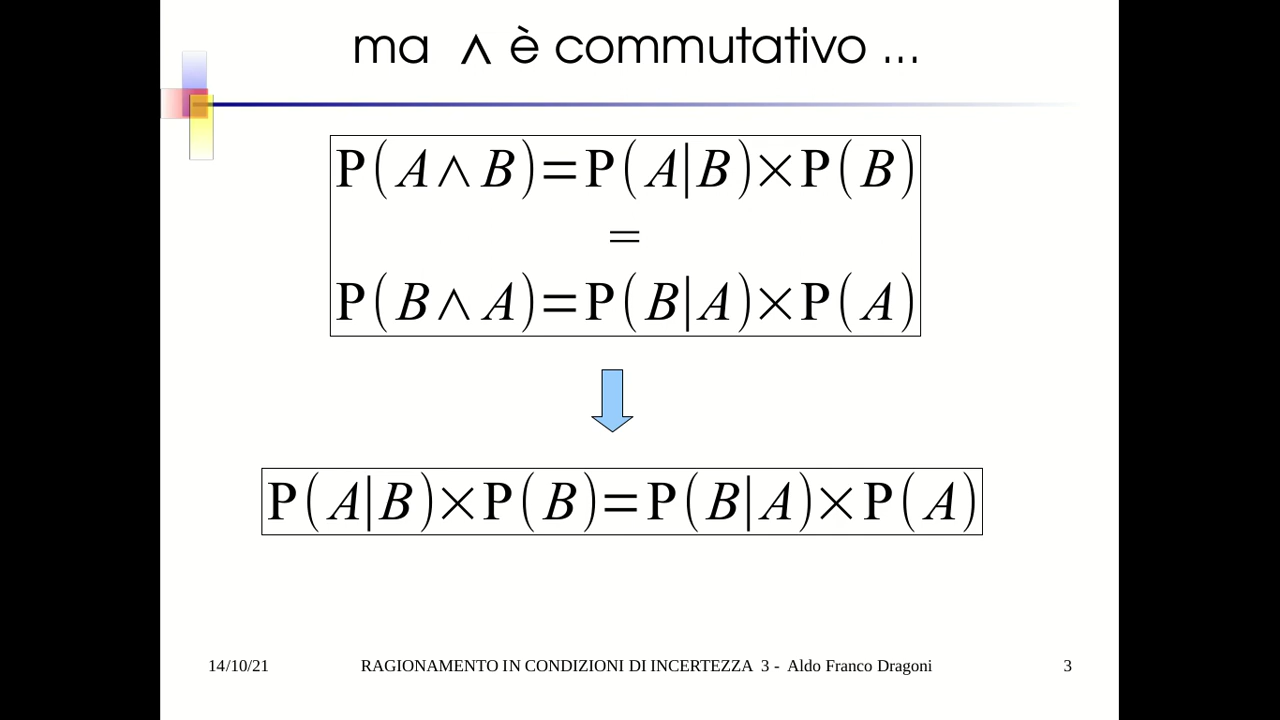 ma ∧ è commutativo ...
P(A∧B)=P(A|B)×P(B)
=
P(B∧A)=P(B|A)×P(A)
P(A|B)×P(B)=P(B|A)×P(A)
14/10/21 RAGIONAMENTO IN CONDIZIONI DI INCERTEZZA 3 - Aldo Franco Dragoni 3